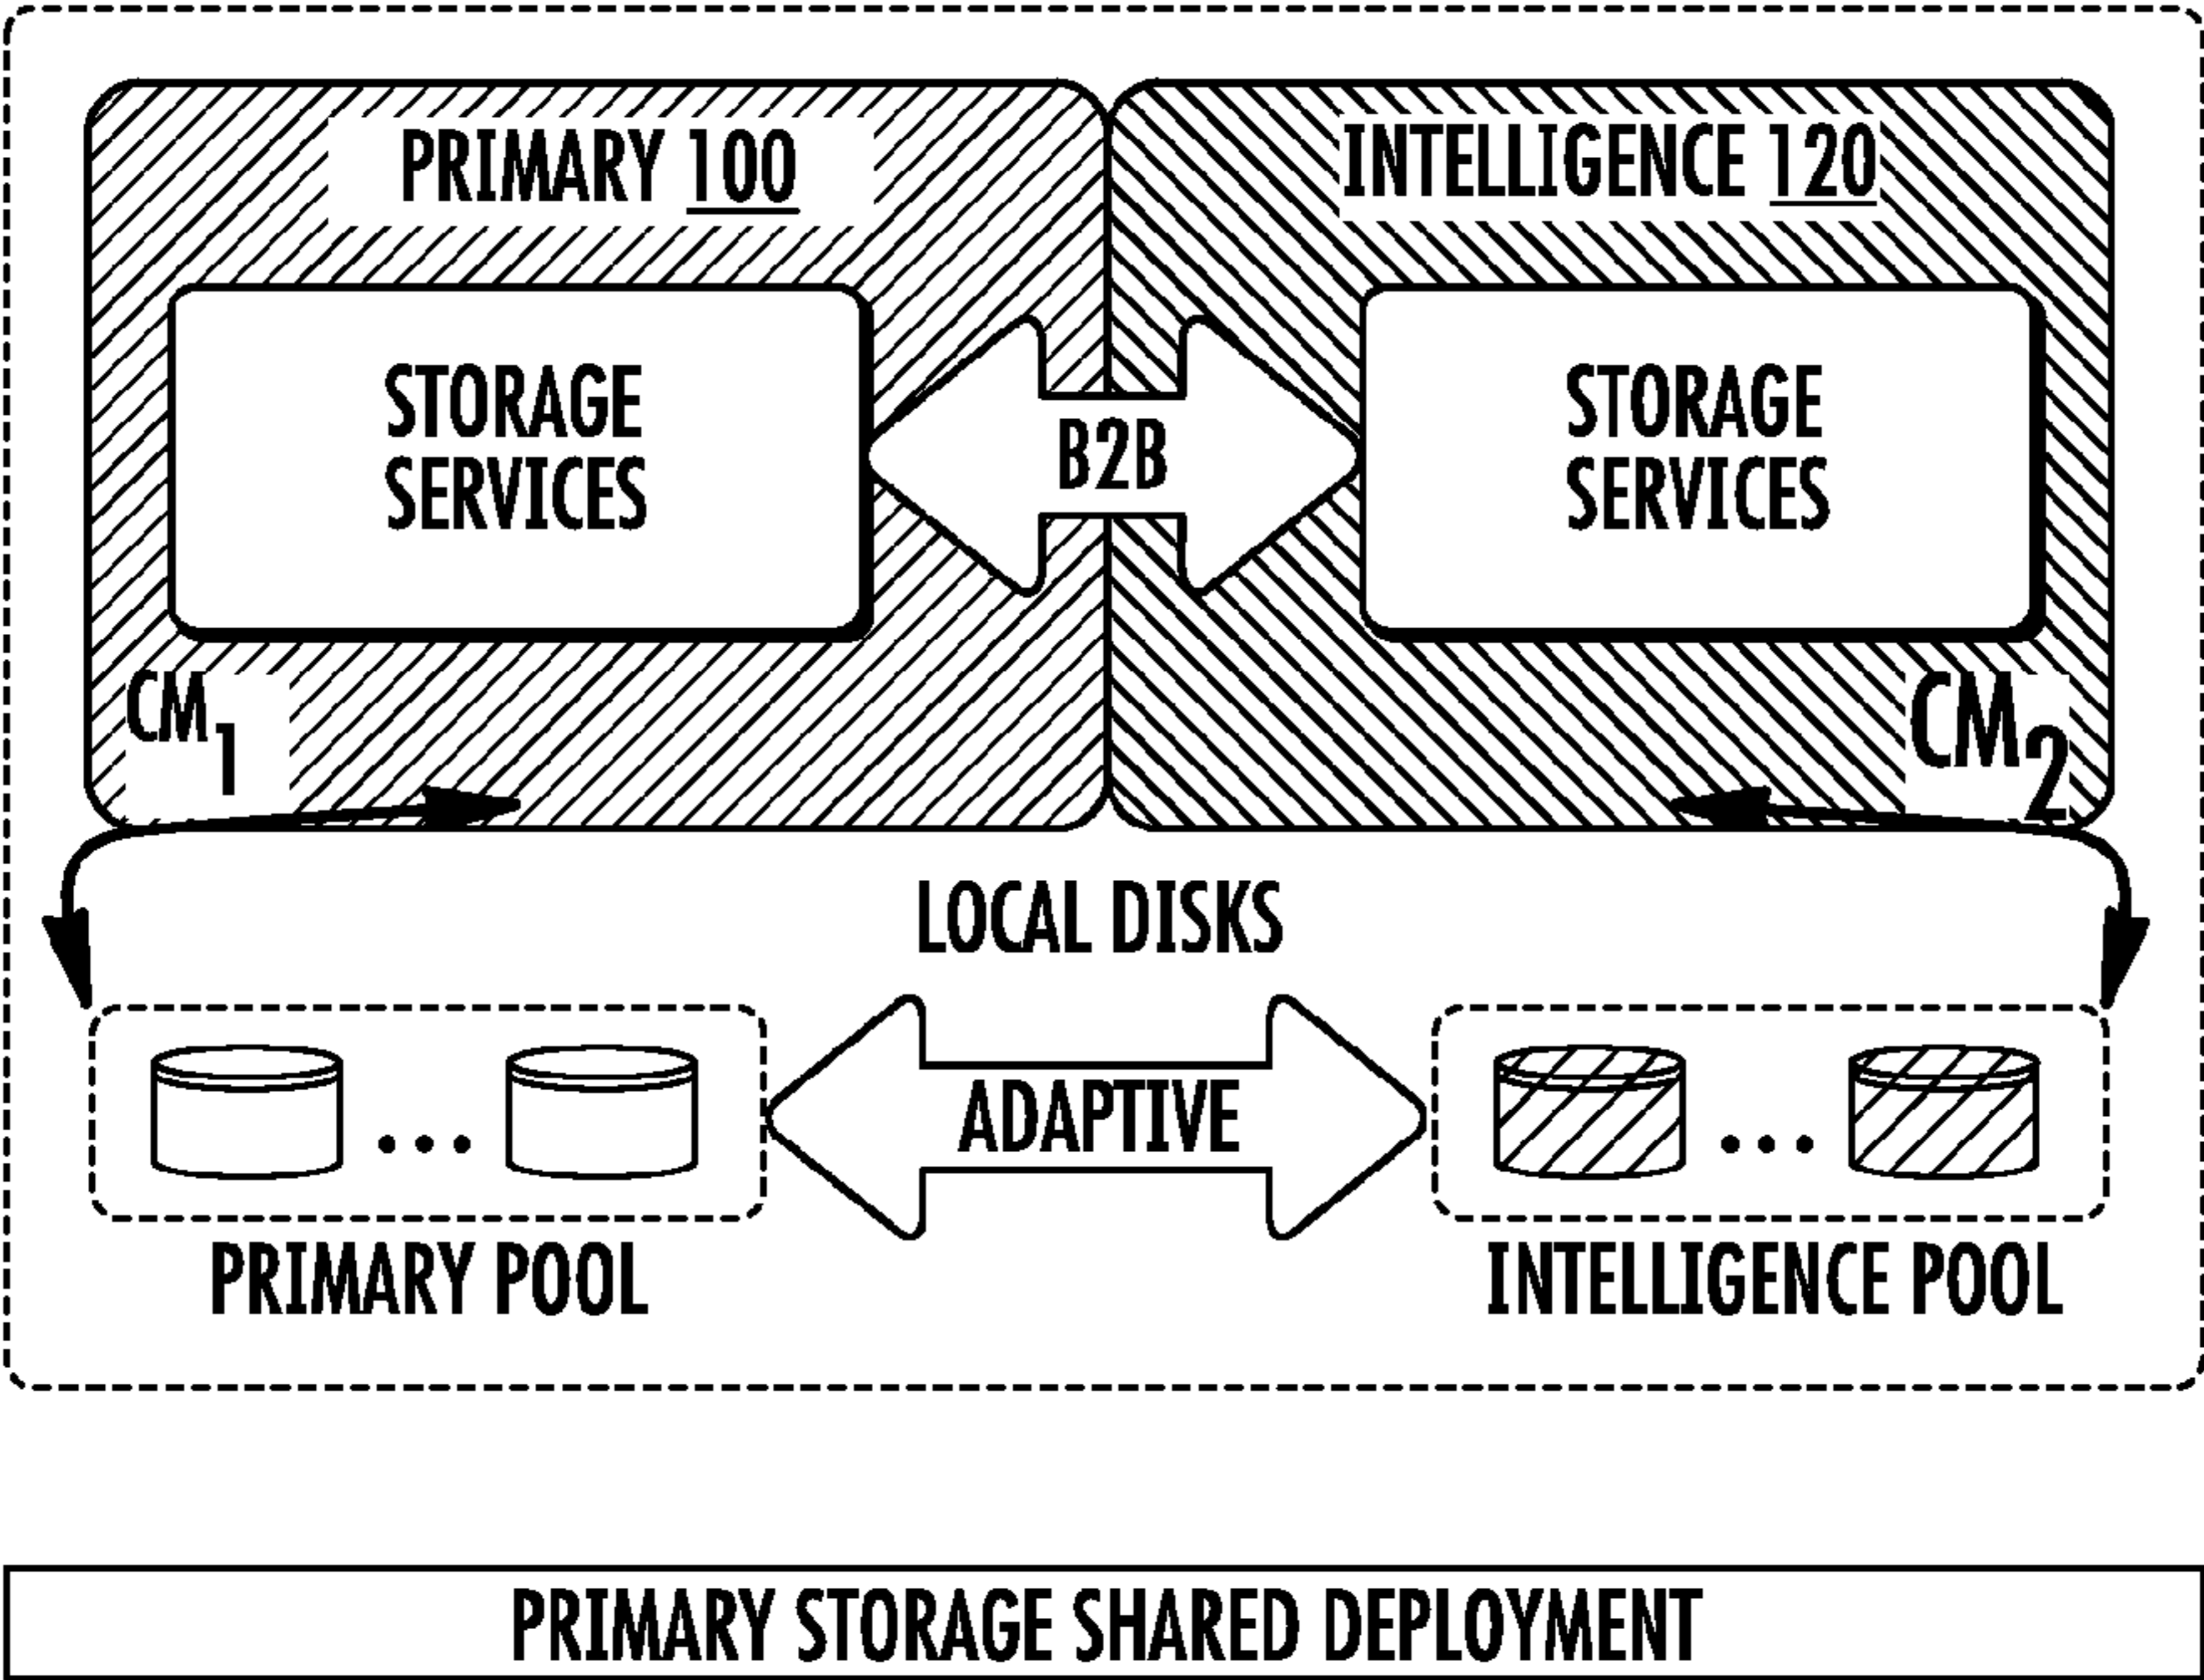 PRIMARY 100
INTELLIGENCE 120
STORAGE
SERVICES
B2B
STORAGE
SERVICES
CM1
CM2
LOCAL DISKS
ADAPTIVE
PRIMARY POOL
INTELLIGENCE POOL
PRIMARY STORAGE SHARED DEPLOYMENT